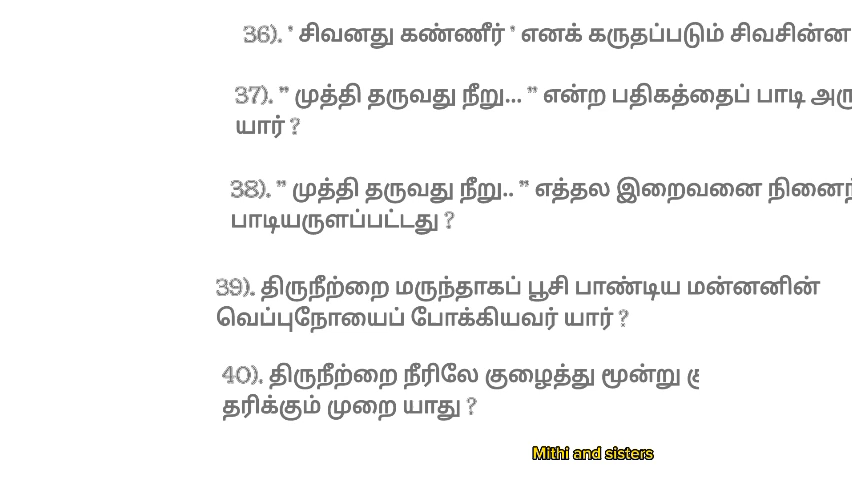 36). " சிவனது கண்ணீர் " எனக் கருதப்படும்
37). " முத்தி தருவது நீறு... " என்ற பதிகத்தைப் பாடி
யார் ?
38). " முத்தி தருவது நீறு.. " எத்தல இறைவனை
பாடியருளப்பட்டது ?
39). திருநீற்றை மருந்தாகப் பூசி பாண்டிய மன்னனின்
வெப்புநோயைப் போக்கியவர் யார் ?
40). திருநீற்றை நீரிலே குழைத்து மூன்று
தரிக்கும் முறை யாது ?
Mithi and sisters